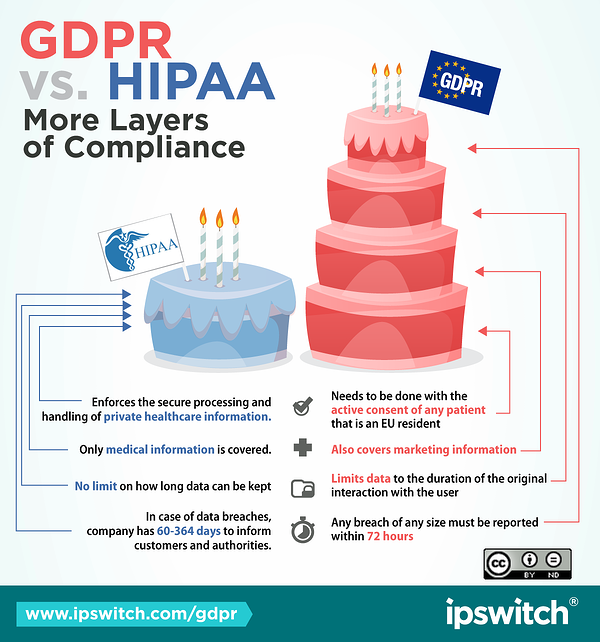 GDPR
vs. HIPAA
More Layers
of Compliance
GDPR
HIPAA
Enforces the secure processing and
handling of private healthcare information.
Needs to be done with the
active consent of any patient
that is an EU resident
Only medical information is covered.
Also covers marketing information
No limit on how long data can be kept
Limits data to the duration of the original
interaction with the user
In case of data breaches,
company has 60-364 days to inform
customers and authorities.
Any breach of any size must be reported
within 72 hours
cc
BY ND
www.ipswitch.com/gdpr
ipswitch®